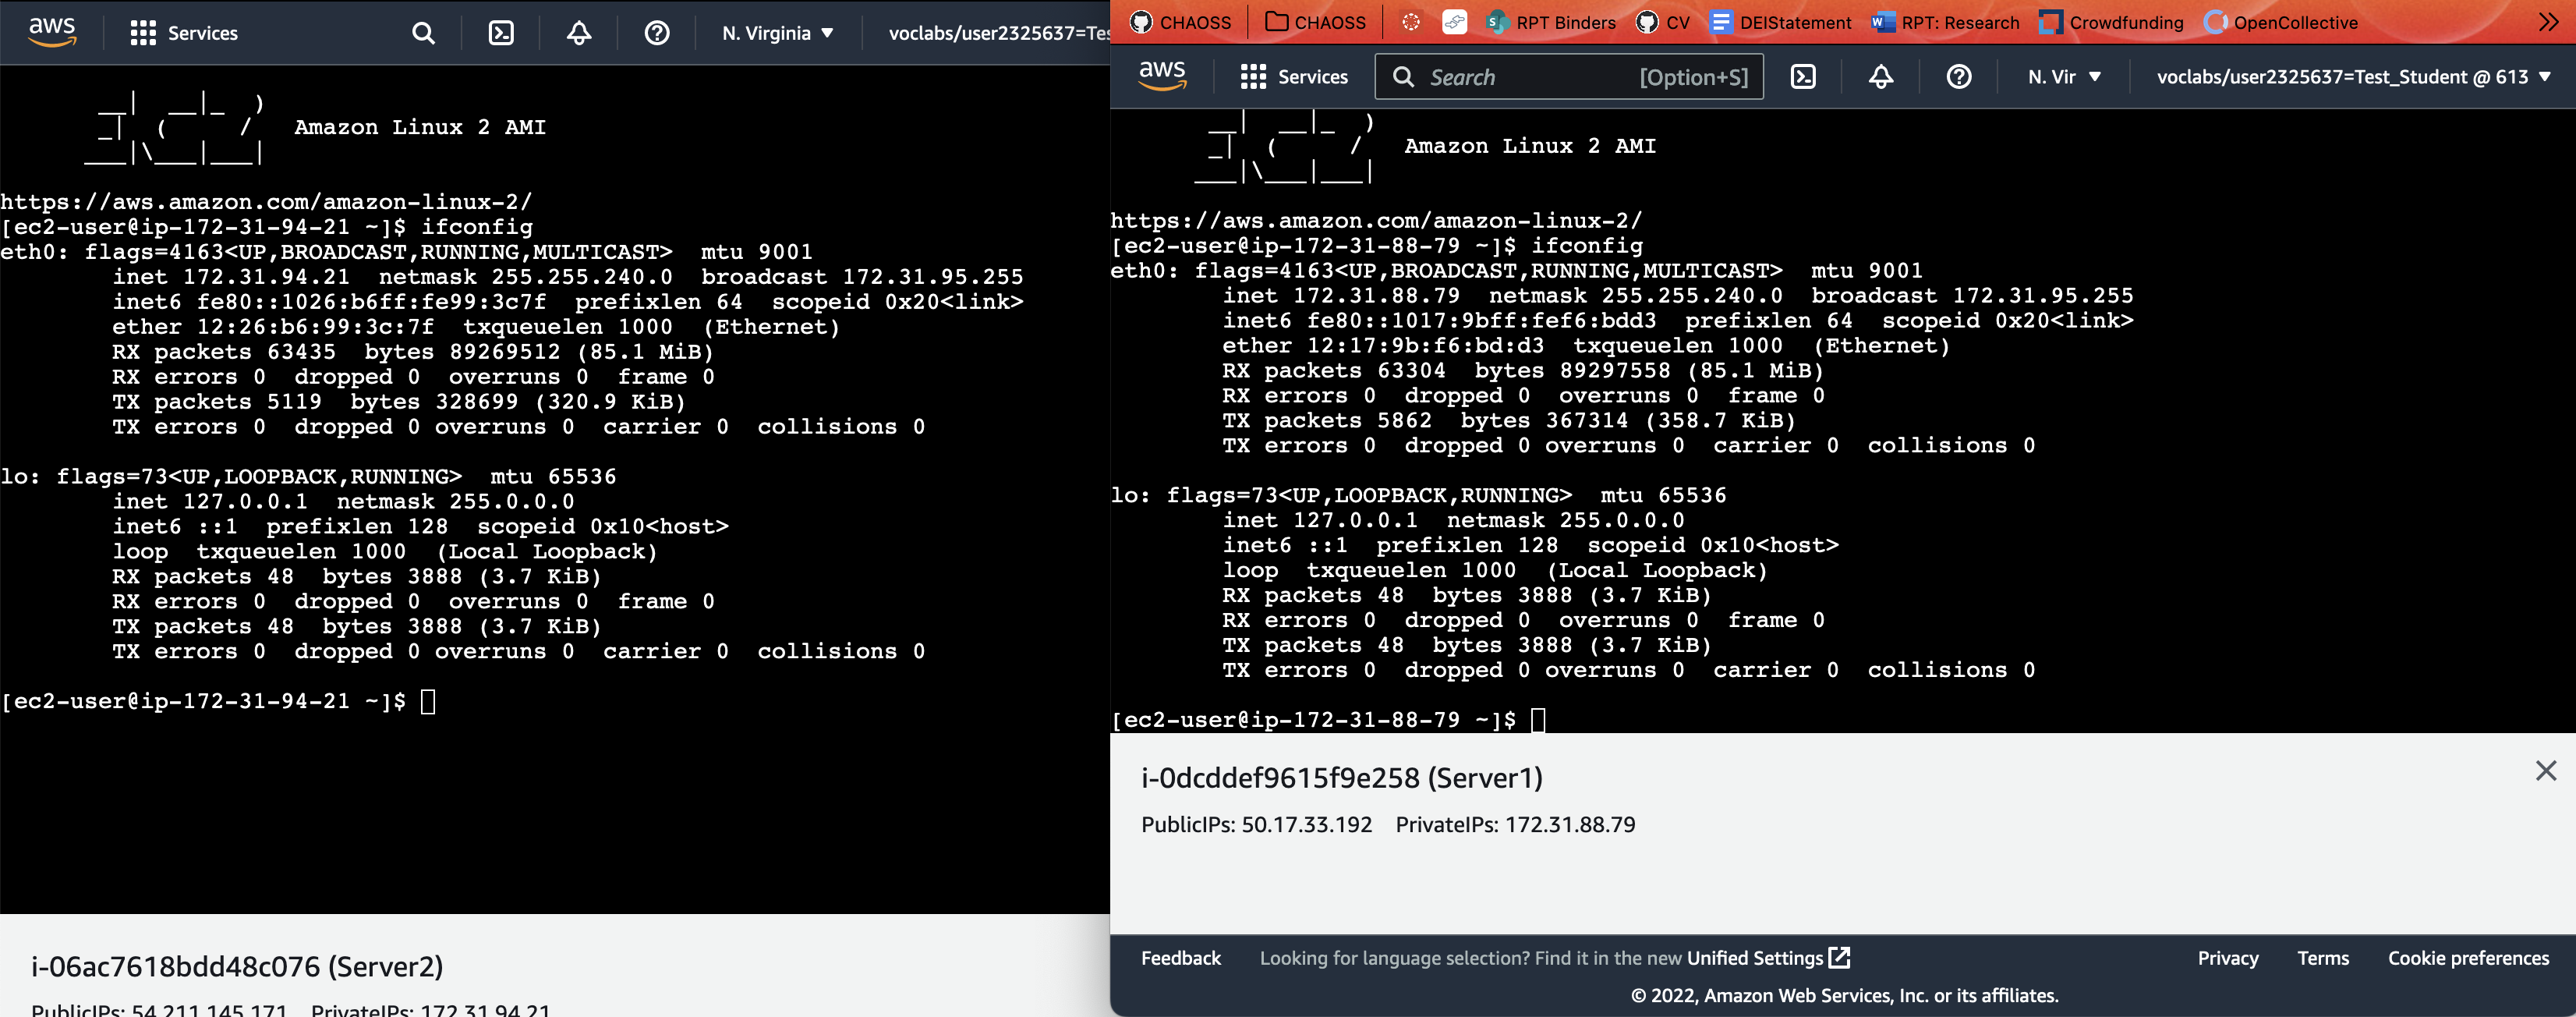 aws Services N. Virginia voclabs/user2325637=Tes
__|  __|_  )
_|  (     /   Amazon Linux 2 AMI
___|\___|___|
https://aws.amazon.com/amazon-linux-2/
[ec2-user@ip-172-31-94-21 ~]$ ifconfig
eth0: flags=4163<UP,BROADCAST,RUNNING,MULTICAST>  mtu 9001
inet 172.31.94.21  netmask 255.255.240.0  broadcast 172.31.95.255
inet6 fe80::1026:b6ff:fe99:3c7f  prefixlen 64  scopeid 0x20<link>
ether 12:26:b6:99:3c:7f  txqueuelen 1000  (Ethernet)
RX packets 63435  bytes 89269512 (85.1 MiB)
RX errors 0  dropped 0  overruns 0  frame 0
TX packets 5119  bytes 328699 (320.9 KiB)
TX errors 0  dropped 0 overruns 0  carrier 0  collisions 0
lo: flags=73<UP,LOOPBACK,RUNNING>  mtu 65536
inet 127.0.0.1  netmask 255.0.0.0
inet6 ::1  prefixlen 128  scopeid 0x10<host>
loop  txqueuelen 1000  (Local Loopback)
RX packets 48  bytes 3888 (3.7 KiB)
RX errors 0  dropped 0  overruns 0  frame 0
TX packets 48  bytes 3888 (3.7 KiB)
TX errors 0  dropped 0 overruns 0  carrier 0  collisions 0
[ec2-user@ip-172-31-94-21 ~]$
i-06ac7618bdd48c076 (Server2)
PublicIPs: 54.211.145.171 PrivateIPs: 172.31.94.21
CHAOSS CHAOSS RPT Binders CV DEIStatement RPT: Research Crowdfunding OpenCollective
aws Services Search [Option+S] N. Vir voclabs/user2325637=Test_Student @ 613
__|  __|_  )
_|  (     /   Amazon Linux 2 AMI
___|\___|___|
https://aws.amazon.com/amazon-linux-2/
[ec2-user@ip-172-31-88-79 ~]$ ifconfig
eth0: flags=4163<UP,BROADCAST,RUNNING,MULTICAST>  mtu 9001
inet 172.31.88.79  netmask 255.255.240.0  broadcast 172.31.95.255
inet6 fe80::1017:9bff:fef6:bdd3  prefixlen 64  scopeid 0x20<link>
ether 12:17:9b:f6:bd:d3  txqueuelen 1000  (Ethernet)
RX packets 63304  bytes 89297558 (85.1 MiB)
RX errors 0  dropped 0  overruns 0  frame 0
TX packets 5862  bytes 367314 (358.7 KiB)
TX errors 0  dropped 0 overruns 0  carrier 0  collisions 0
lo: flags=73<UP,LOOPBACK,RUNNING>  mtu 65536
inet 127.0.0.1  netmask 255.0.0.0
inet6 ::1  prefixlen 128  scopeid 0x10<host>
loop  txqueuelen 1000  (Local Loopback)
RX packets 48  bytes 3888 (3.7 KiB)
RX errors 0  dropped 0  overruns 0  frame 0
TX packets 48  bytes 3888 (3.7 KiB)
TX errors 0  dropped 0 overruns 0  carrier 0  collisions 0
[ec2-user@ip-172-31-88-79 ~]$
i-0dcddef9615f9e258 (Server1)
PublicIPs: 50.17.33.192 PrivateIPs: 172.31.88.79
Feedback Looking for language selection? Find it in the new Unified Settings Privacy Terms Cookie preferences
© 2022, Amazon Web Services, Inc. or its affiliates.